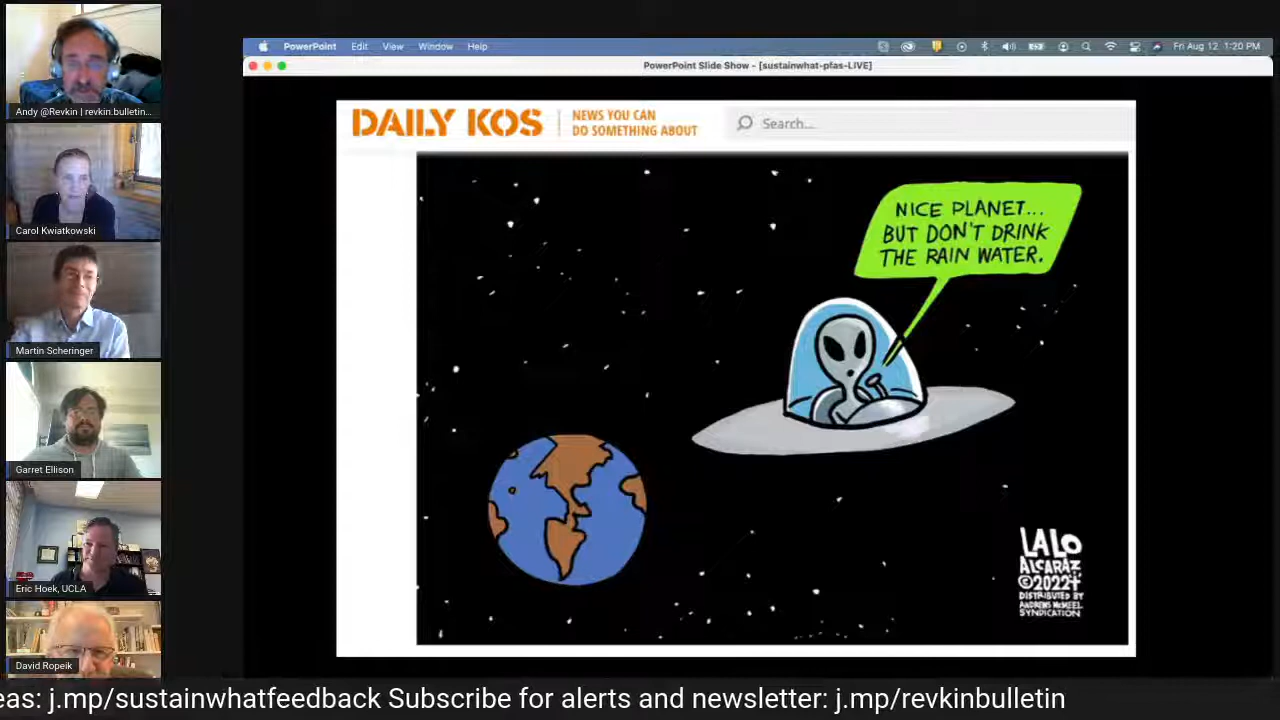 Andy @Revkin | revkin.bulletin...
Carol Kwiatkowski
Martin Scheringer
Garret Ellison
Eric Hoek, UCLA
David Ropeik
PowerPoint Edit View Window Help
Fri Aug 12 1:20 PM
PowerPoint Slide Show - [sustainwhat-pfas-LIVE]
DAILY KOS
NEWS YOU CAN
DO SOMETHING ABOUT
Search...
NICE PLANET...
BUT DON'T DRINK
THE RAIN WATER.
LALO
ALCARAZ
©2022
DISTRIBUTED BY
ANDREWS McMEEL
SYNDICATION
eas: j.mp/sustainwhatfeedback Subscribe for alerts and newsletter: j.mp/revkinbulletin